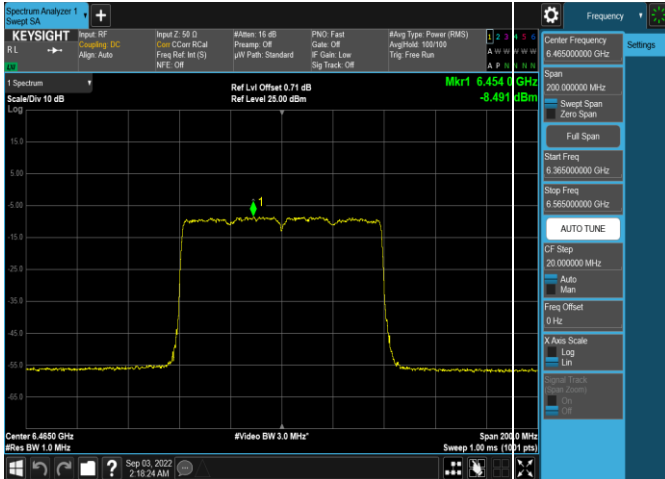 Spectrum Analyzer 1
Swept SA
+
Frequency
KEYSIGHT
RL
LV
Input: RF
Coupling: DC
Align: Auto
Input Z: 50 Ω
Corr CCorr RCal
Freq Ref: Int (S)
NFE: Off
#Atten: 16 dB
Preamp: Off
µW Path: Standard
PNO: Fast
Gate: Off
IF Gain: Low
Sig Track: Off
#Avg Type: Power (RMS)
Avg|Hold: 100/100
Trig: Free Run
1 2 3 4 5 6
A W W W W W
A P N N N N
1 Spectrum
Scale/Div 10 dB
Log
Ref Lvl Offset 0.71 dB
Ref Level 25.00 dBm
Mkr1 6.454 0 GHz
-8.491 dBm
15.0
5.00
-5.00
-15.0
-25.0
-35.0
-45.0
-55.0
-65.0
1
Center 6.4650 GHz
#Res BW 1.0 MHz
#Video BW 3.0 MHz*
Span 200.0 MHz
Sweep 1.00 ms (1001 pts)
Sep 03, 2022
2:18:24 AM
Center Frequency
6.465000000 GHz
Settings
Span
200.000000 MHz
Swept Span
Zero Span
Full Span
Start Freq
6.365000000 GHz
Stop Freq
6.565000000 GHz
AUTO TUNE
CF Step
20.000000 MHz
Auto
Man
Freq Offset
0 Hz
X Axis Scale
Log
Lin
Signal Track
(Span Zoom)
On
Off